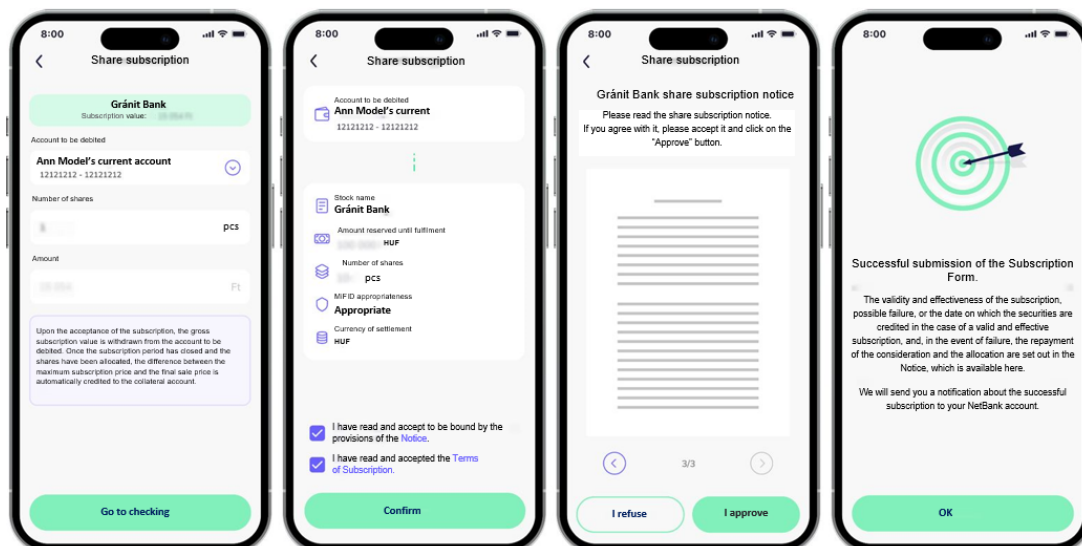 8:00
Share subscription
Gránit Bank
Subscription value:
Account to be debited
Ann Model's current account
12121212 - 12121212
Number of shares
pcs
Amount
Ft
Upon the acceptance of the subscription, the gross
subscription value is withdrawn from the account to be
debited. Once the subscription period has closed and the
shares have been allocated, the difference between the
maximum subscription price and the final sale price is
automatically credited to the collateral account.
Go to checking
8:00
Share subscription
Account to be debited
Ann Model's current
12121212 - 12121212
Stock name
Gránit Bank
Amount reserved until fulfilment
HUF
Number of shares
pcs
MiFID appropriateness
Appropriate
Currency of settlement
HUF
I have read and accept to be bound by the
provisions of the Notice.
I have read and accepted the Terms
of Subscription.
Confirm
8:00
Share subscription
Gránit Bank share subscription notice
Please read the share subscription notice.
If you agree with it, please accept it and click on the
"Approve" button.
3/3
I refuse
I approve
8:00
Successful submission of the Subscription
Form.
The validity and effectiveness of the subscription,
possible failure, or the date on which the securities are
credited in the case of a valid and effective
subscription, and, in the event of failure, the repayment
of the consideration and the allocation are set out in the
Notice, which is available here.
We will send you a notification about the successful
subscription to your NetBank account.
OK